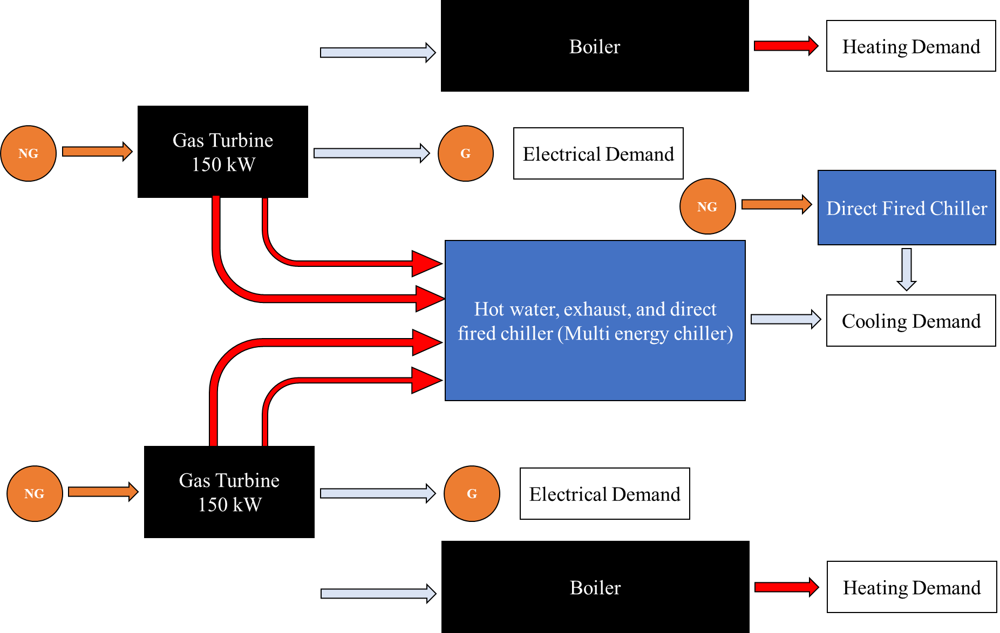 Boiler
Heating Demand
NG
Gas Turbine
150 kW
G
Electrical Demand
NG
Direct Fired Chiller
Hot water, exhaust, and direct
fired chiller (Multi energy chiller)
Cooling Demand
NG
Gas Turbine
150 kW
G
Electrical Demand
Boiler
Heating Demand